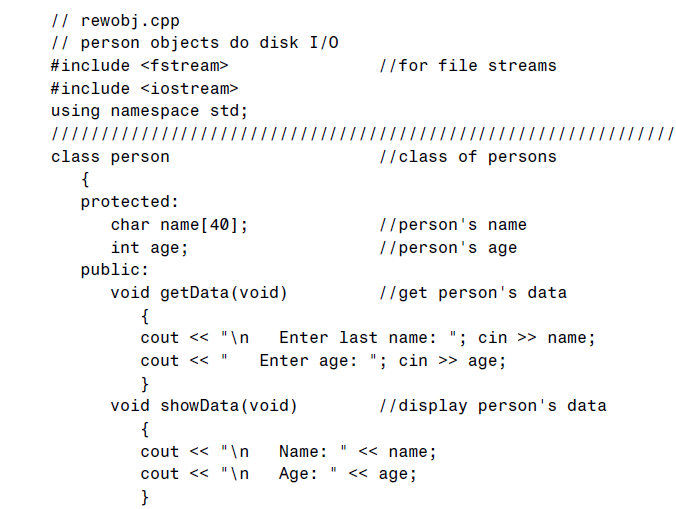 // rewobj.cpp
// person objects do disk I/O
#include <fstream>               //for file streams
#include <iostream>
using namespace std;
///////////////////////////////////////////////////////////////
class person                     //class of persons
   {
   protected:
      char name[40];             //person's name
      int age;                   //person's age
   public:
      void getData(void)         //get person's data
         {
         cout << "\n   Enter last name: "; cin >> name;
         cout << "   Enter age: "; cin >> age;
         }
      void showData(void)        //display person's data
         {
         cout << "\n   Name: " << name;
         cout << "\n   Age: " << age;
         }